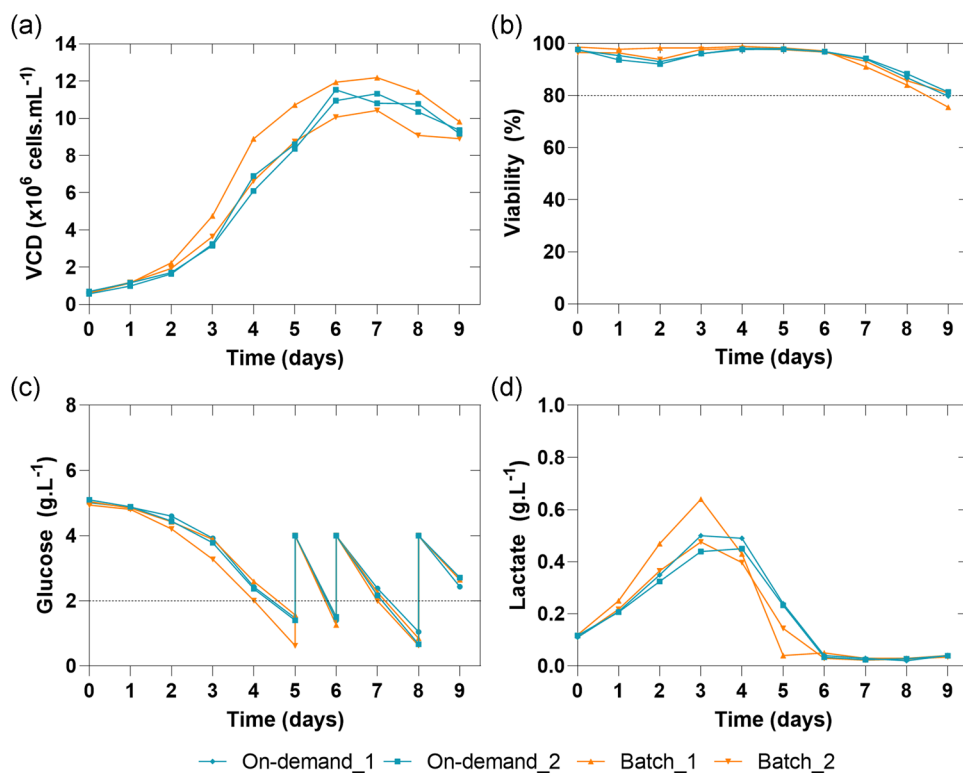 (a)
14
12
10
8
6
4
2
0
VCD (x10⁶ cells.mL⁻¹)
0 1 2 3 4 5 6 7 8 9
Time (days)
(b)
100
80
60
40
20
0
Viability (%)
0 1 2 3 4 5 6 7 8 9
Time (days)
(c)
8
6
4
2
0
Glucose (g.L⁻¹)
0 1 2 3 4 5 6 7 8 9
Time (days)
(d)
1.0
0.8
0.6
0.4
0.2
0.0
Lactate (g.L⁻¹)
0 1 2 3 4 5 6 7 8 9
Time (days)
On-demand_1 On-demand_2 Batch_1 Batch_2